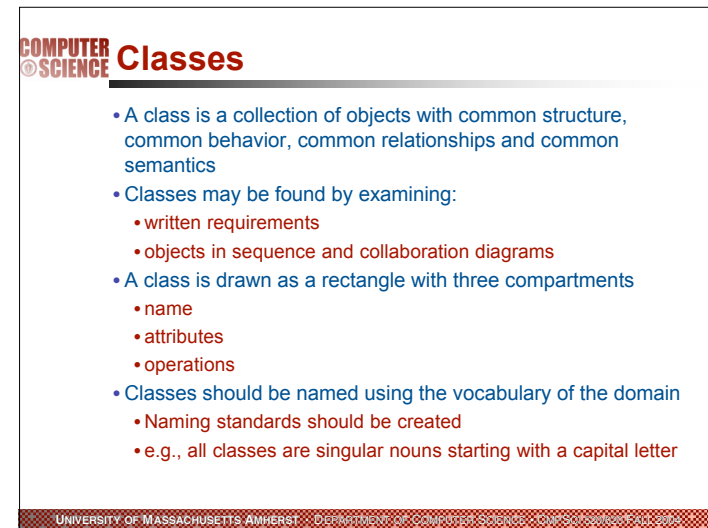 COMPUTER
SCIENCE
Classes
• A class is a collection of objects with common structure,
common behavior, common relationships and common
semantics
• Classes may be found by examining:
• written requirements
• objects in sequence and collaboration diagrams
• A class is drawn as a rectangle with three compartments
• name
• attributes
• operations
• Classes should be named using the vocabulary of the domain
• Naming standards should be created
• e.g., all classes are singular nouns starting with a capital letter
UNIVERSITY OF MASSACHUSETTS AMHERST • DEPARTMENT OF COMPUTER SCIENCE • FALL 2004